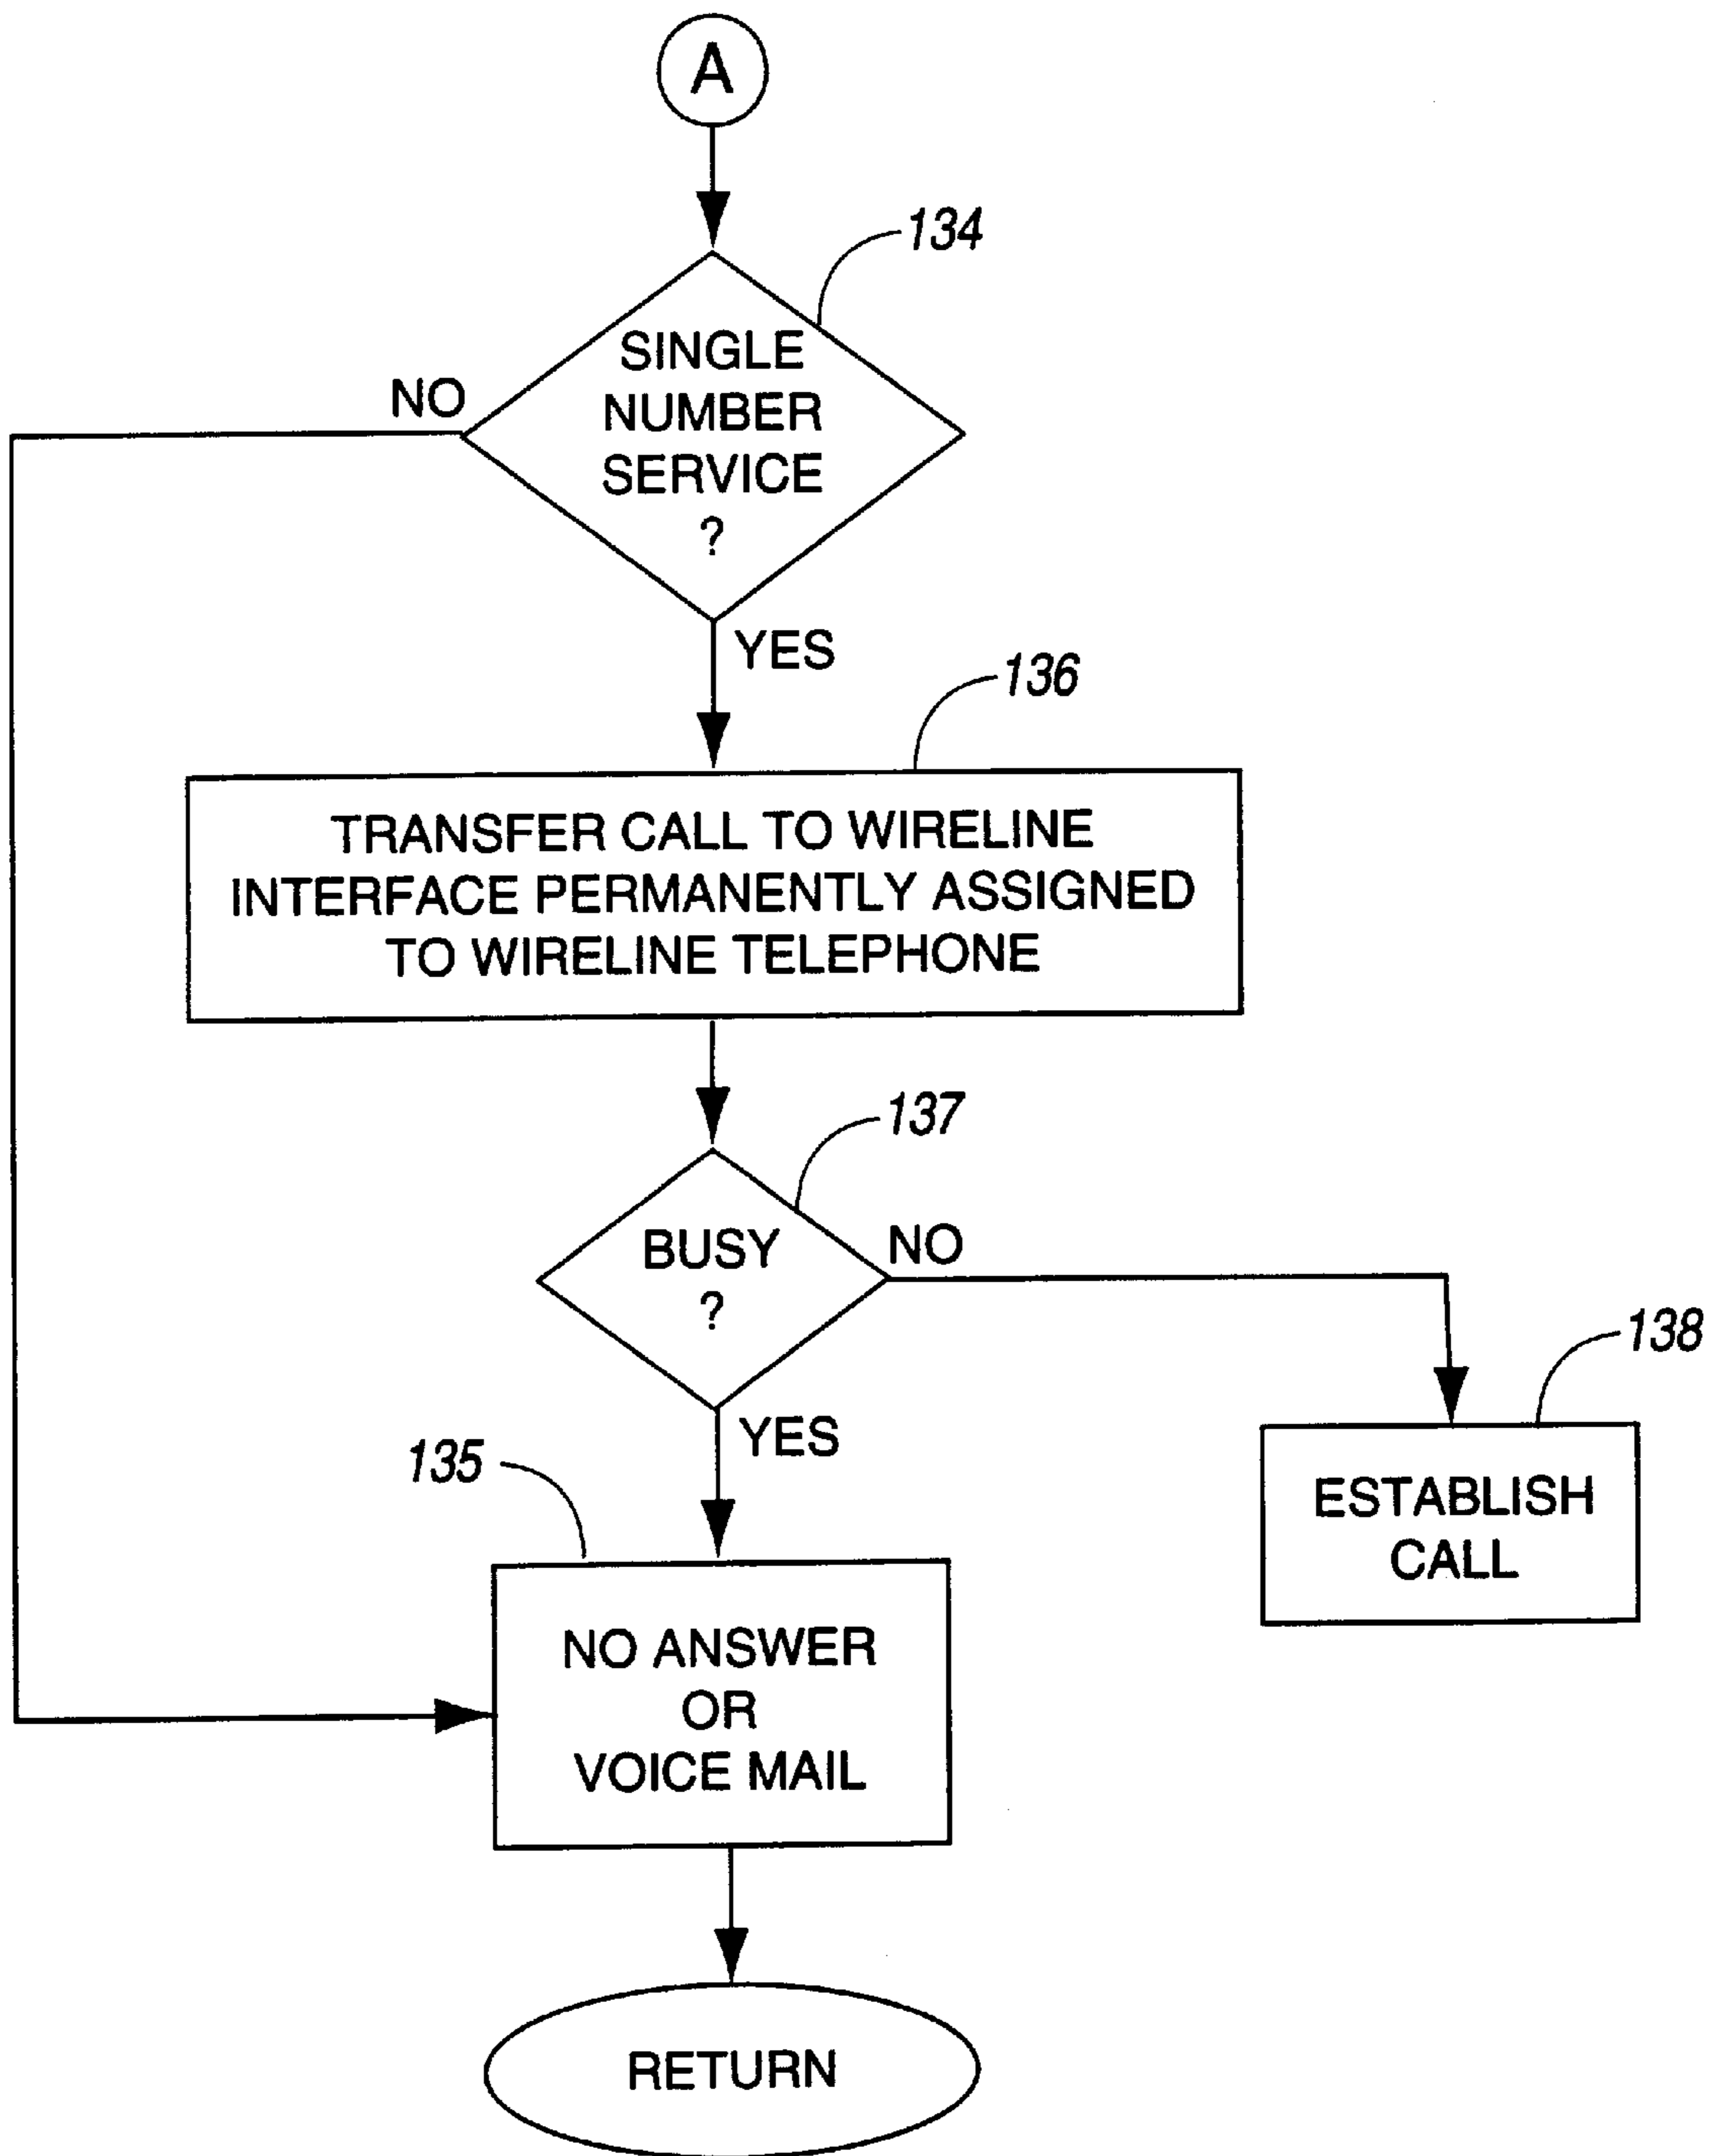 A
134
SINGLE
NUMBER
SERVICE
?
NO
YES
136
TRANSFER CALL TO WIRELINE
INTERFACE PERMANENTLY ASSIGNED
TO WIRELINE TELEPHONE
137
BUSY
?
NO
YES
138
ESTABLISH
CALL
135
NO ANSWER
OR
VOICE MAIL
RETURN